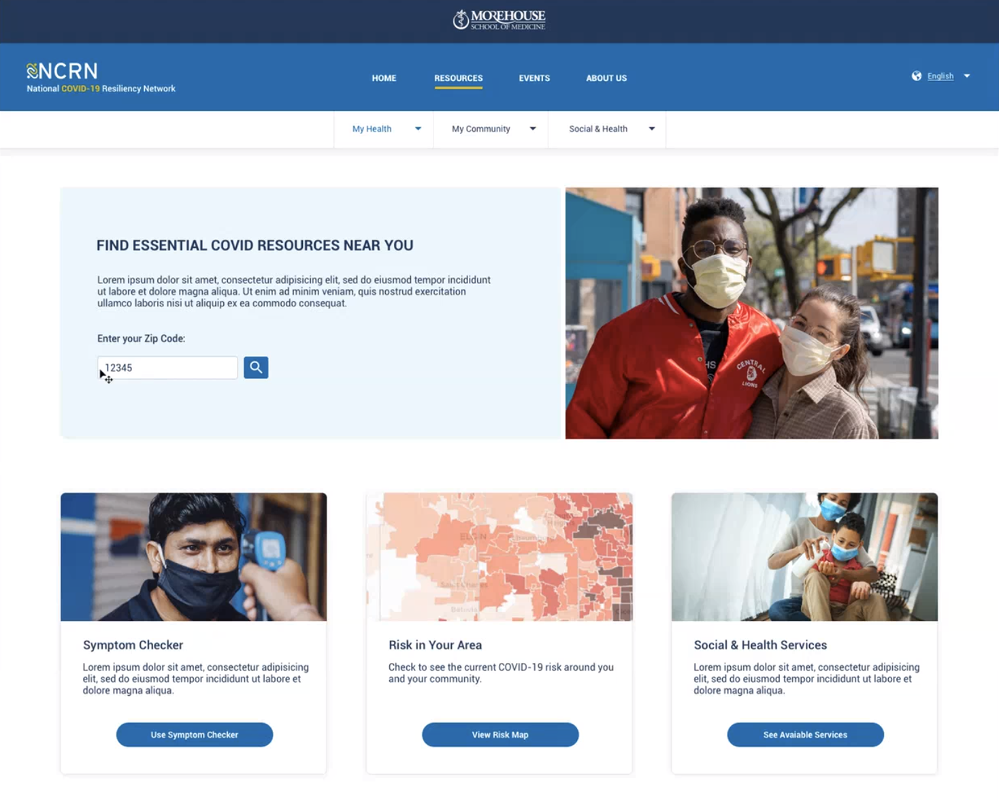 MOREHOUSE
SCHOOL OF MEDICINE
NCRN
National COVID-19 Resiliency Network
HOME
RESOURCES
EVENTS
ABOUT US
English
My Health
My Community
Social & Health
FIND ESSENTIAL COVID RESOURCES NEAR YOU
Lorem ipsum dolor sit amet, consectetur adipisicing elit, sed do eiusmod tempor incididunt
ut labore et dolore magna aliqua. Ut enim ad minim veniam, quis nostrud exercitation
ullamco laboris nisi ut aliquip ex ea commodo consequat.
Enter your Zip Code:
12345
HS
CENTRAL
LIONS
ELGIN
Batavia
Symptom Checker
Lorem ipsum dolor sit amet, consectetur adipisicing
elit, sed do eiusmod tempor incididunt ut labore et
dolore magna aliqua.
Use Symptom Checker
Risk in Your Area
Check to see the current COVID-19 risk around you
and your community.
View Risk Map
Social & Health Services
Lorem ipsum dolor sit amet, consectetur adipisicing
elit, sed do eiusmod tempor incididunt ut labore et
dolore magna aliqua.
See Avaiable Services